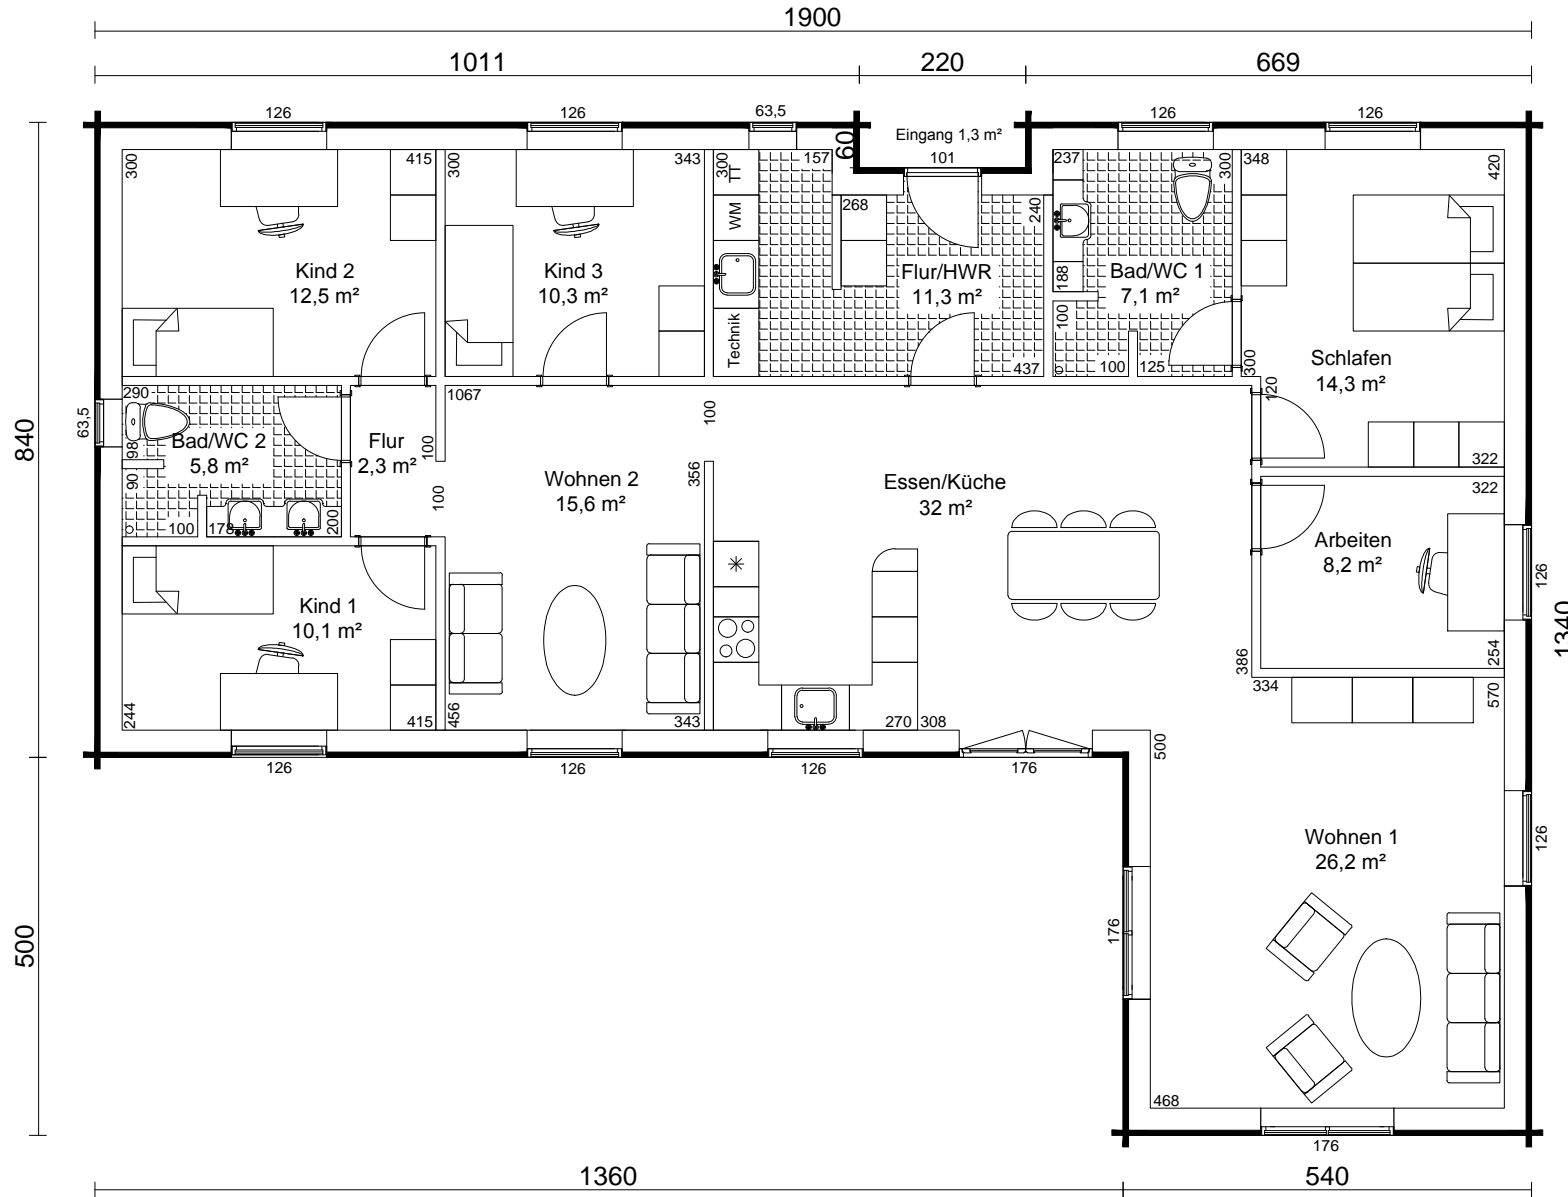 1900
1011
220
669
126
126
63,5
126
126
Eingang 1,3 m²
60
101
300
415
300
343
300
TT
157
237
300
348
420
WM
268
240
Kind 2
12,5 m²
Kind 3
10,3 m²
Flur/HWR
11,3 m²
188
Bad/WC 1
7,1 m²
Technik
100
437
100
125
300
Schlafen
14,3 m²
120
840
63,5
290
98
90
Bad/WC 2
5,8 m²
Flur
2,3 m²
100
1067
100
356
Wohnen 2
15,6 m²
Essen/Küche
32 m²
322
322
100
178
200
100
Arbeiten
8,2 m²
126
1340
Kind 1
10,1 m²
386
254
334
570
244
415
456
343
270
308
500
126
126
126
176
Wohnen 1
26,2 m²
126
500
176
468
176
1360
540